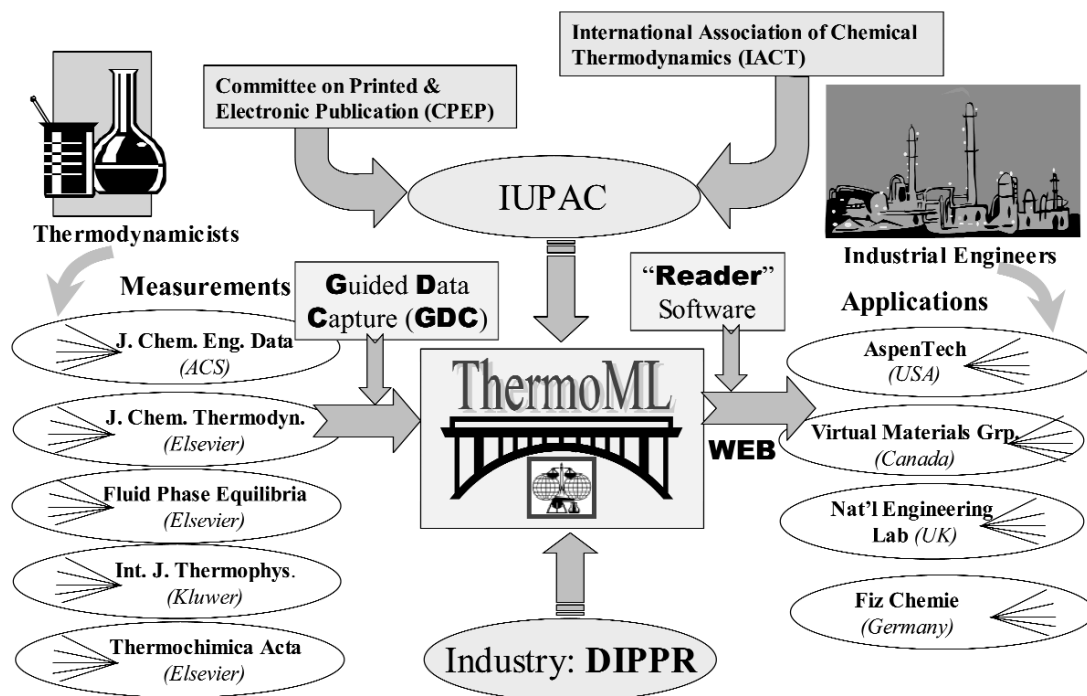 International Association of Chemical
Thermodynamics (IACT)
Committee on Printed &
Electronic Publication (CPEP)
IUPAC
Thermodynamicists
Industrial Engineers
Measurements
Guided Data
Capture (GDC)
"Reader"
Software
Applications
J. Chem. Eng. Data
(ACS)
J. Chem. Thermodyn.
(Elsevier)
Fluid Phase Equilibria
(Elsevier)
Int. J. Thermophys.
(Kluwer)
Thermochimica Acta
(Elsevier)
ThermoML
WEB
AspenTech
(USA)
Virtual Materials Grp.
(Canada)
Nat'l Engineering
Lab (UK)
Fiz Chemie
(Germany)
Industry: DIPPR